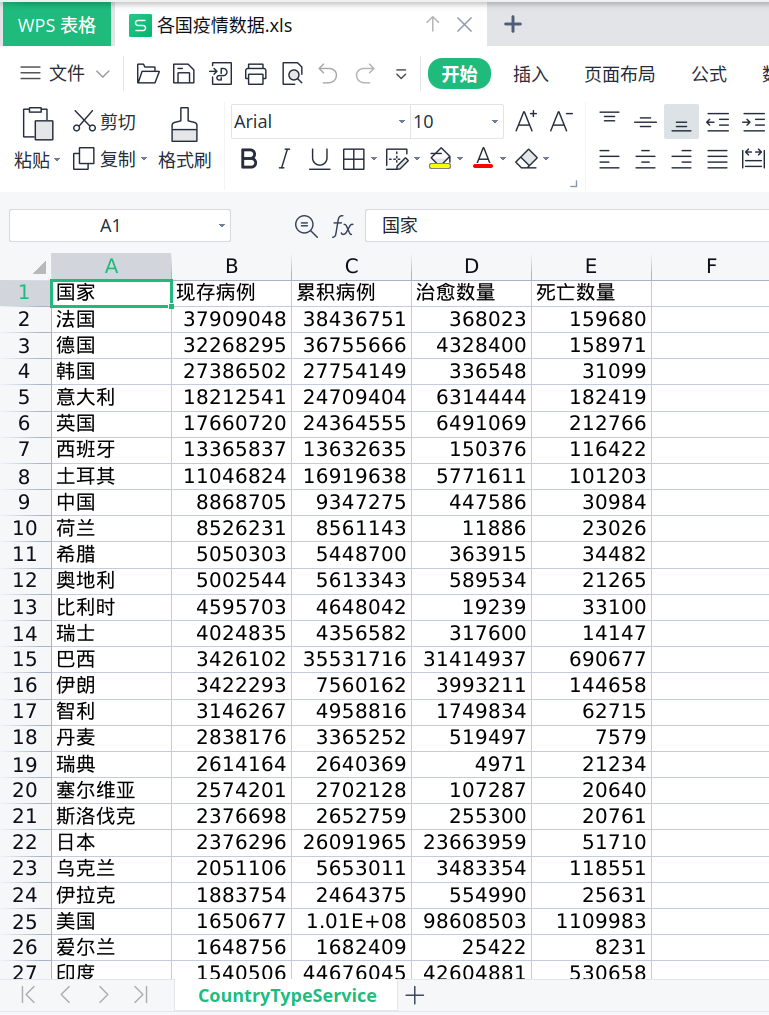 WPS 表格 S 各国疫情数据.xls
文件 开始 插入 页面布局 公式
剪切 Arial 10 A+ A-
粘贴 复制 格式刷 B I U A
A1 fx 国家
A B C D E F
1 国家 现存病例 累积病例 治愈数量 死亡数量
2 法国 37909048 38436751 368023 159680
3 德国 32268295 36755666 4328400 158971
4 韩国 27386502 27754149 336548 31099
5 意大利 18212541 24709404 6314444 182419
6 英国 17660720 24364555 6491069 212766
7 西班牙 13365837 13632635 150376 116422
8 土耳其 11046824 16919638 5771611 101203
9 中国 8868705 9347275 447586 30984
10 荷兰 8526231 8561143 11886 23026
11 希腊 5050303 5448700 363915 34482
12 奥地利 5002544 5613343 589534 21265
13 比利时 4595703 4648042 19239 33100
14 瑞士 4024835 4356582 317600 14147
15 巴西 3426102 35531716 31414937 690677
16 伊朗 3422293 7560162 3993211 144658
17 智利 3146267 4958816 1749834 62715
18 丹麦 2838176 3365252 519497 7579
19 瑞典 2614164 2640369 4971 21234
20 塞尔维亚 2574201 2702128 107287 20640
21 斯洛伐克 2376698 2652759 255300 20761
22 日本 2376296 26091965 23663959 51710
23 乌克兰 2051106 5653011 3483354 118551
24 伊拉克 1883754 2464375 554990 25631
25 美国 1650677 1.01E+08 98608503 1109983
26 爱尔兰 1648756 1682409 25422 8231
27 印度 1540506 44676045 42604881 530658
CountryTypeService